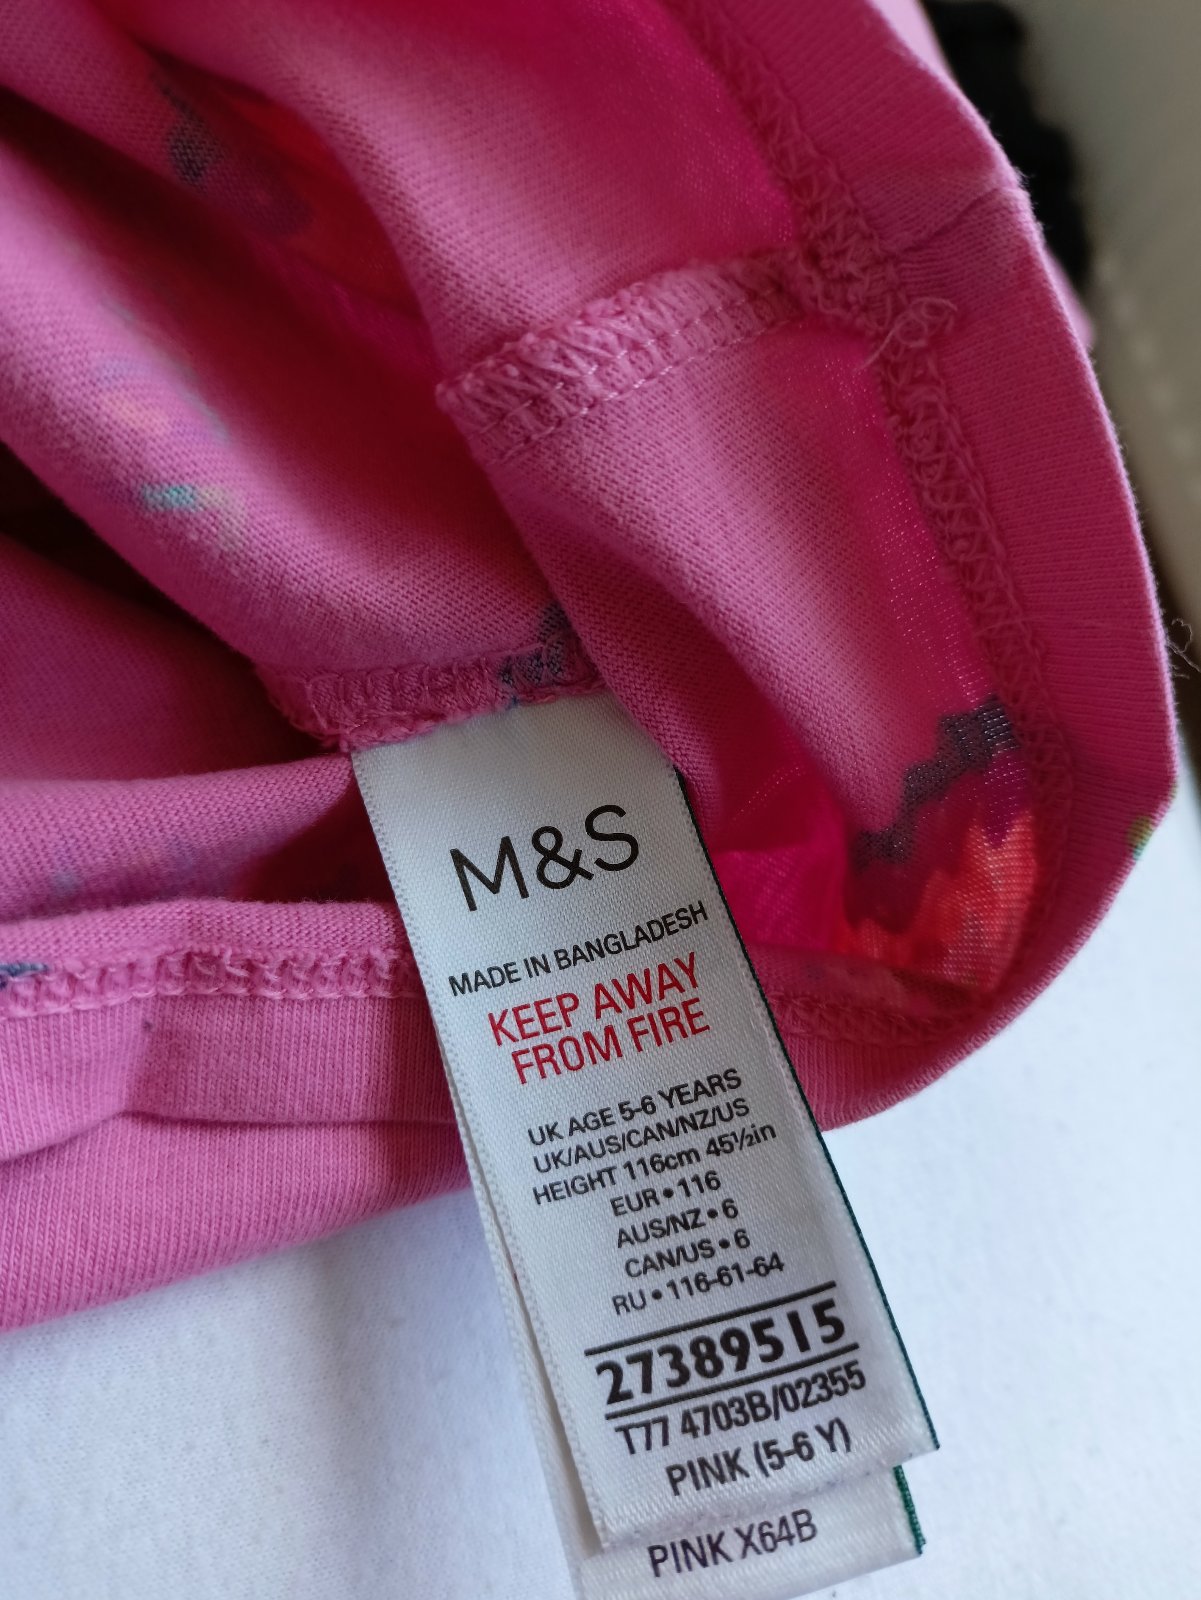 M&S
MADE IN BANGLADESH
KEEP AWAY
FROM FIRE
UK AGE 5-6 YEARS
UK/AUS/CAN/NZ/US
HEIGHT 116cm 45½in
EUR • 116
AUS/NZ • 6
CAN/US • 6
RU • 116-61-64
27389515
T77 4703B/02355
PINK (5-6 Y)
PINK X64B